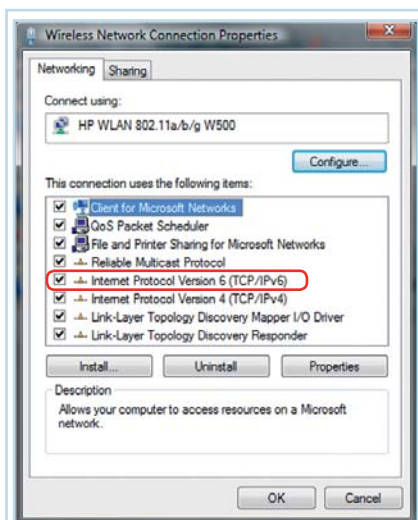 Wireless Network Connection Properties
Networking Sharing
Connect using:
HP WLAN 802.11a/b/g W500
Configure...
This connection uses the following items:
Client for Microsoft Networks
QoS Packet Scheduler
File and Printer Sharing for Microsoft Networks
Reliable Multicast Protocol
Internet Protocol Version 6 (TCP/IPv6)
Internet Protocol Version 4 (TCP/IPv4)
Link-Layer Topology Discovery Mapper I/O Driver
Link-Layer Topology Discovery Responder
Install... Uninstall Properties
Description
Allows your computer to access resources on a Microsoft
network.
OK Cancel